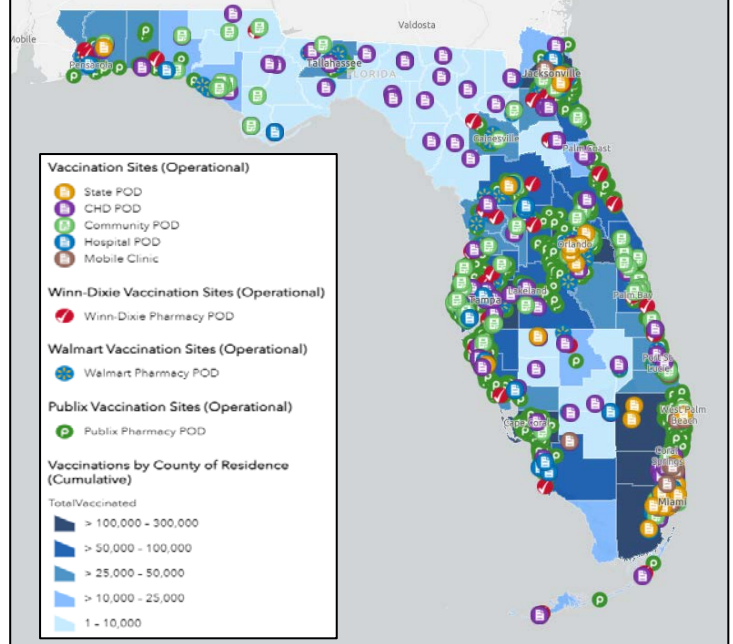 Valdosta
Mobile
Pensacola
Tallahassee
FLORIDA
Jacksonville
Gainesville
Palm Coast
Orlando
Lakeland
Tampa
Palm Bay
Port St. Lucie
Cape Coral
West Palm
Beach
Coral
Springs
Miami
Vaccination Sites (Operational)
State POD
CHD POD
Community POD
Hospital POD
Mobile Clinic
Winn-Dixie Vaccination Sites (Operational)
Winn-Dixie Pharmacy POD
Walmart Vaccination Sites (Operational)
Walmart Pharmacy POD
Publix Vaccination Sites (Operational)
Publix Pharmacy POD
Vaccinations by County of Residence
(Cumulative)
TotalVaccinated
> 100,000 - 300,000
> 50,000 - 100,000
> 25,000 - 50,000
> 10,000 - 25,000
1 - 10,000